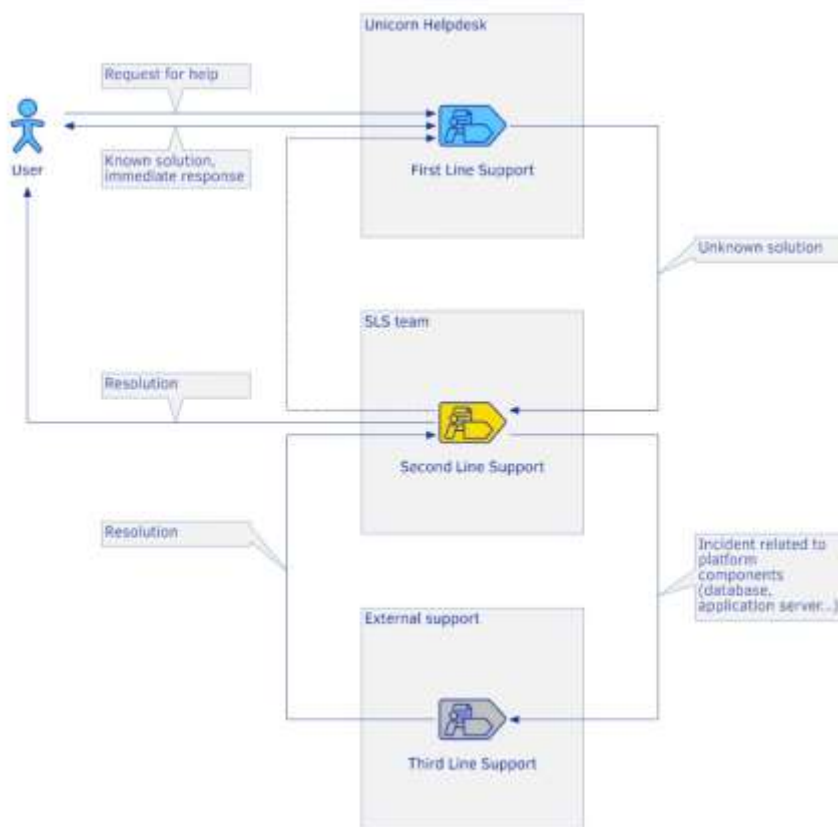 Unicorn Helpdesk
Request for help
User
Known solution,
immediate response
First Line Support
Unknown solution
SLS team
Resolution
Second Line Support
Resolution
Incident related to
platform
components
(database,
application server...)
External support
Third Line Support